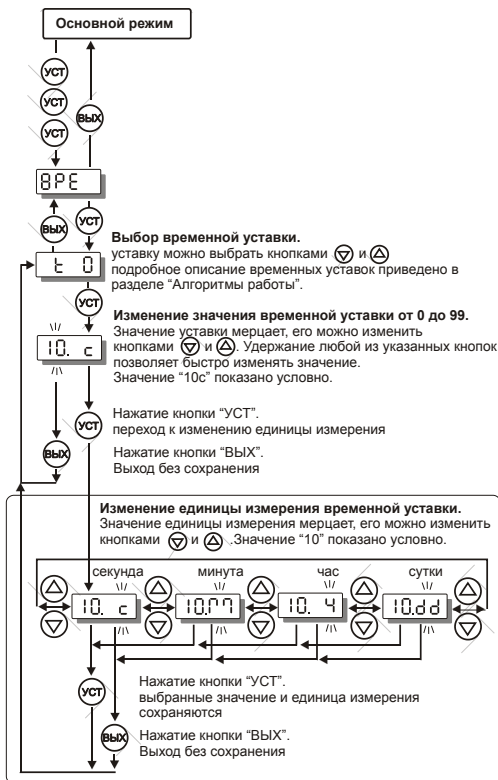 Основной режим
УСТ
УСТ
УСТ
ВЫХ
8PE
ВЫХ
УСТ
Выбор временной уставки.
уставку можно выбрать кнопками и
подробное описание временных уставок приведено в
разделе "Алгоритмы работы".
t 0
УСТ
Изменение значения временной уставки от 0 до 99.
Значение уставки мерцает, его можно изменить
кнопками и . Удержание любой из указанных кнопок
позволяет быстро изменять значение.
Значение "10с" показано условно.
10. c
Нажатие кнопки "УСТ".
переход к изменению единицы измерения
УСТ
Нажатие кнопки "ВЫХ".
Выход без сохранения
ВЫХ
Изменение единицы измерения временной уставки.
Значение единицы измерения мерцает, его можно изменить
кнопками и .Значение "10" показано условно.
секунда минута час сутки
10. c 10.М 10. Ч 10.dd
Нажатие кнопки "УСТ".
выбранные значение и единица измерения
сохраняются
УСТ
Нажатие кнопки "ВЫХ".
Выход без сохранения
ВЫХ